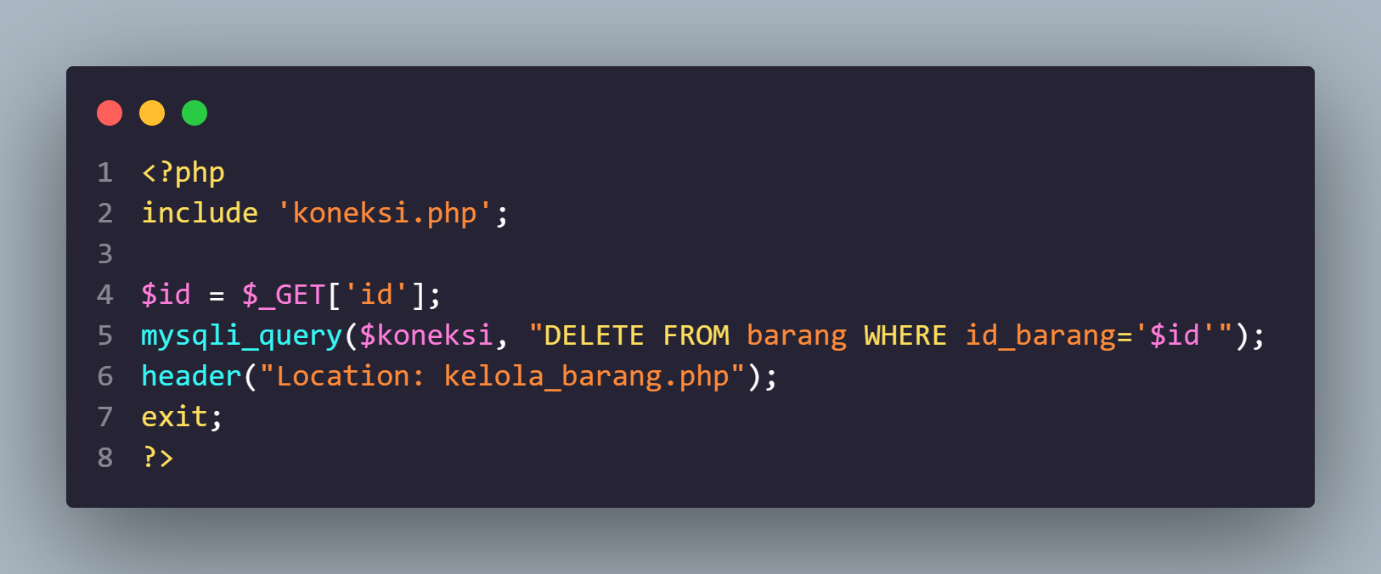 1 <?php
2 include 'koneksi.php';
3
4 $id = $_GET['id'];
5 mysqli_query($koneksi, "DELETE FROM barang WHERE id_barang='$id'");
6 header("Location: kelola_barang.php");
7 exit;
8 ?>